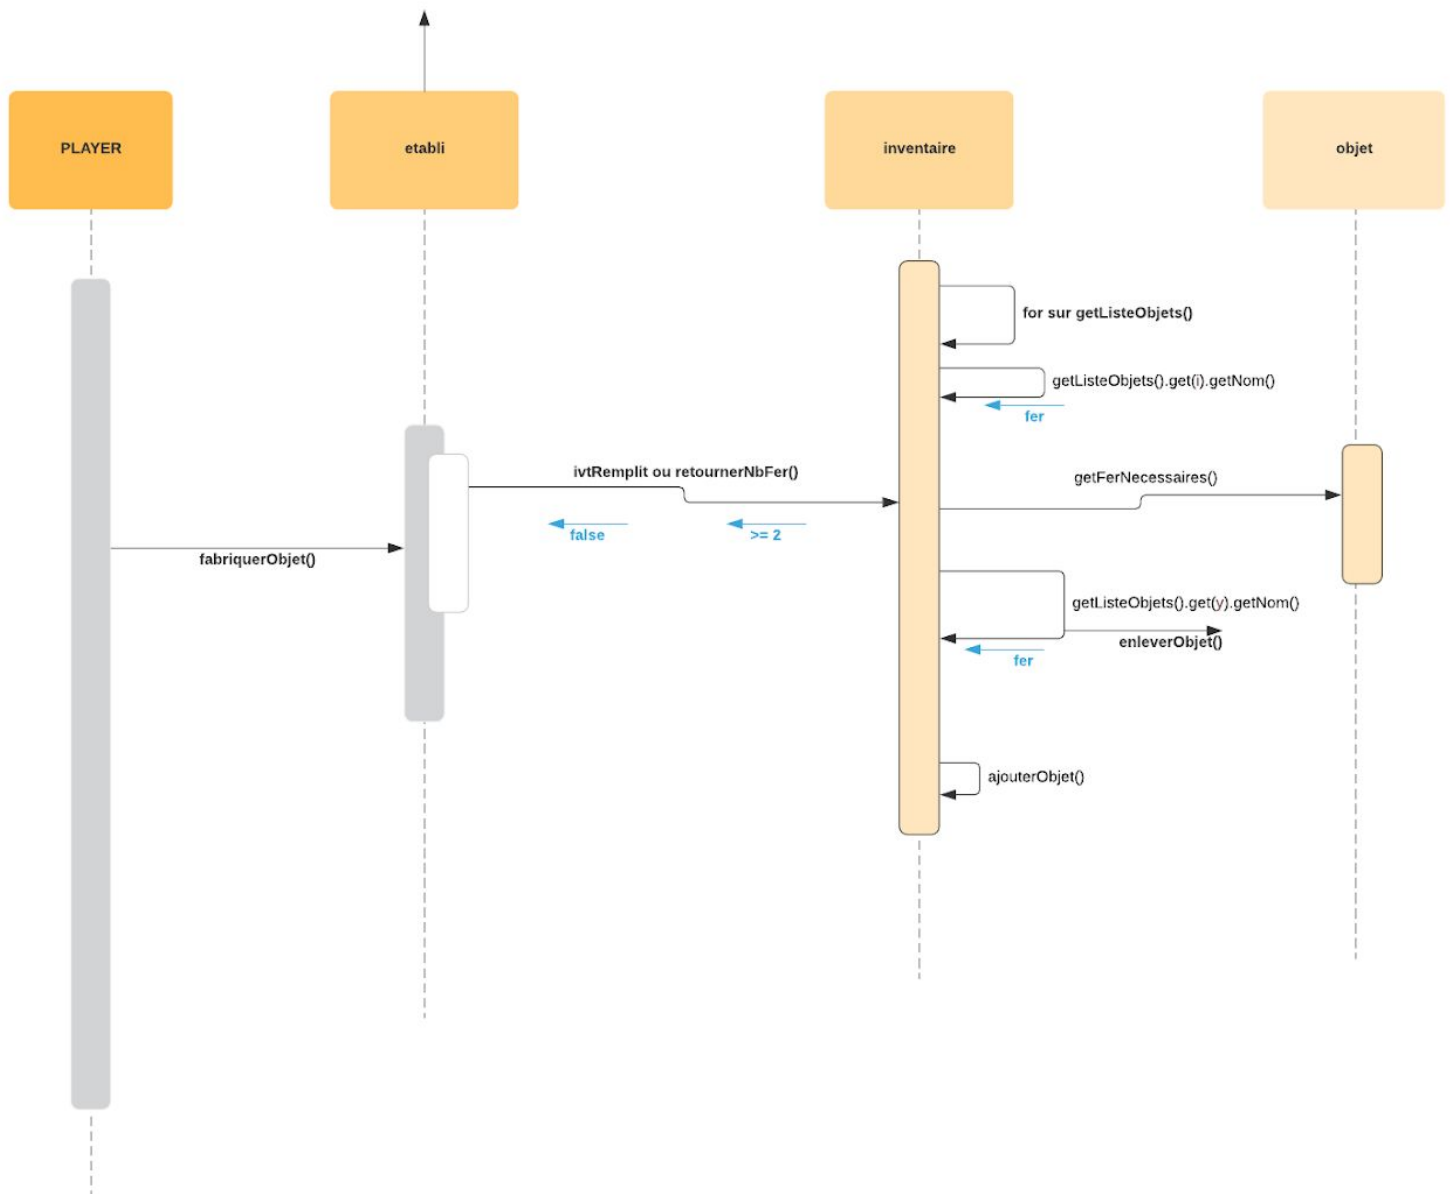 PLAYER
etabli
inventaire
objet
for sur getListeObjets()
getListeObjets().get(i).getNom()
fer
ivtRemplit ou retournerNbFer()
getFerNecessaires()
false
>= 2
fabriquerObjet()
getListeObjets().get(y).getNom()
enleverObjet()
fer
ajouterObjet()